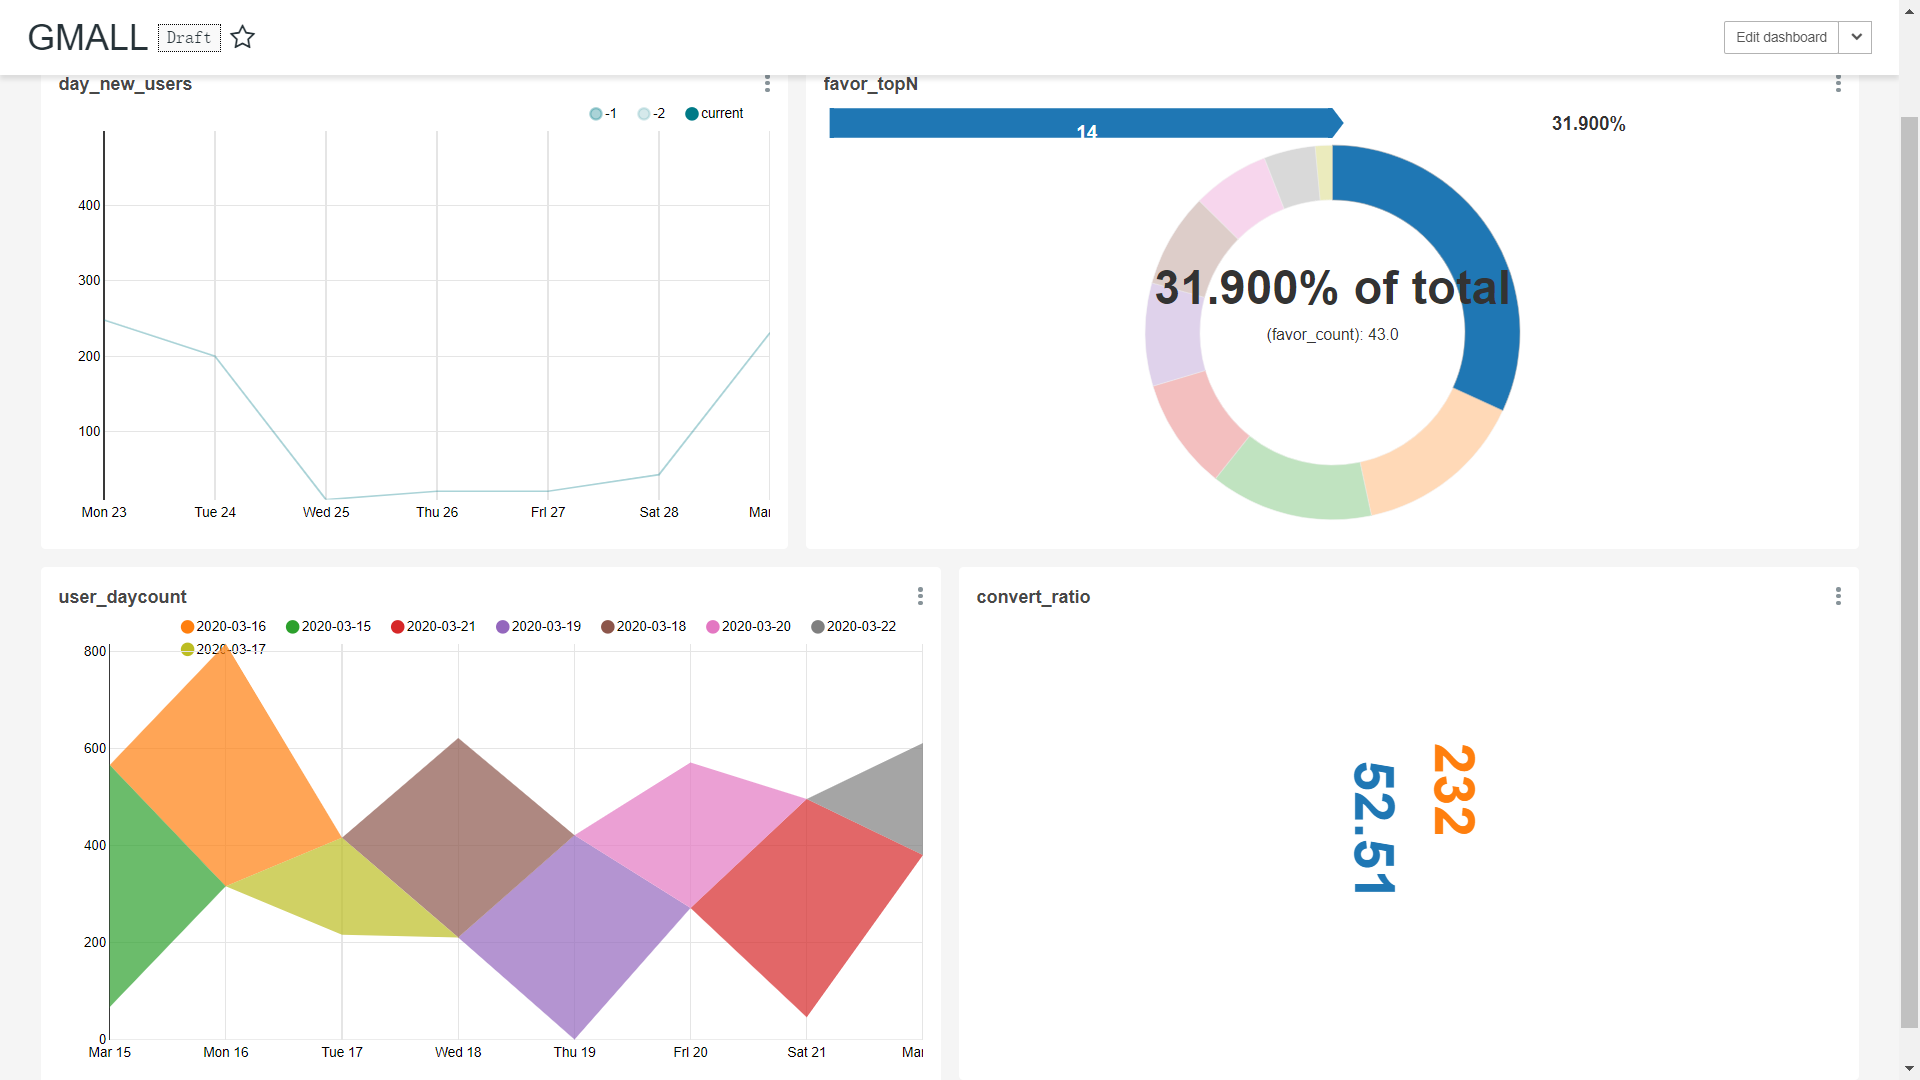 GMALL Draft Edit dashboard
day_new_users
-1 -2 current
400
300
200
100
Mon 23 Tue 24 Wed 25 Thu 26 Fri 27 Sat 28 Mar
favor_topN
14 31.900%
31.900% of total
(favor_count): 43.0
user_daycount
2020-03-16 2020-03-15 2020-03-21 2020-03-19 2020-03-18 2020-03-20 2020-03-22
2020-03-17
800
600
400
200
0
Mar 15 Mon 16 Tue 17 Wed 18 Thu 19 Fri 20 Sat 21 Mar
convert_ratio
232
52.51